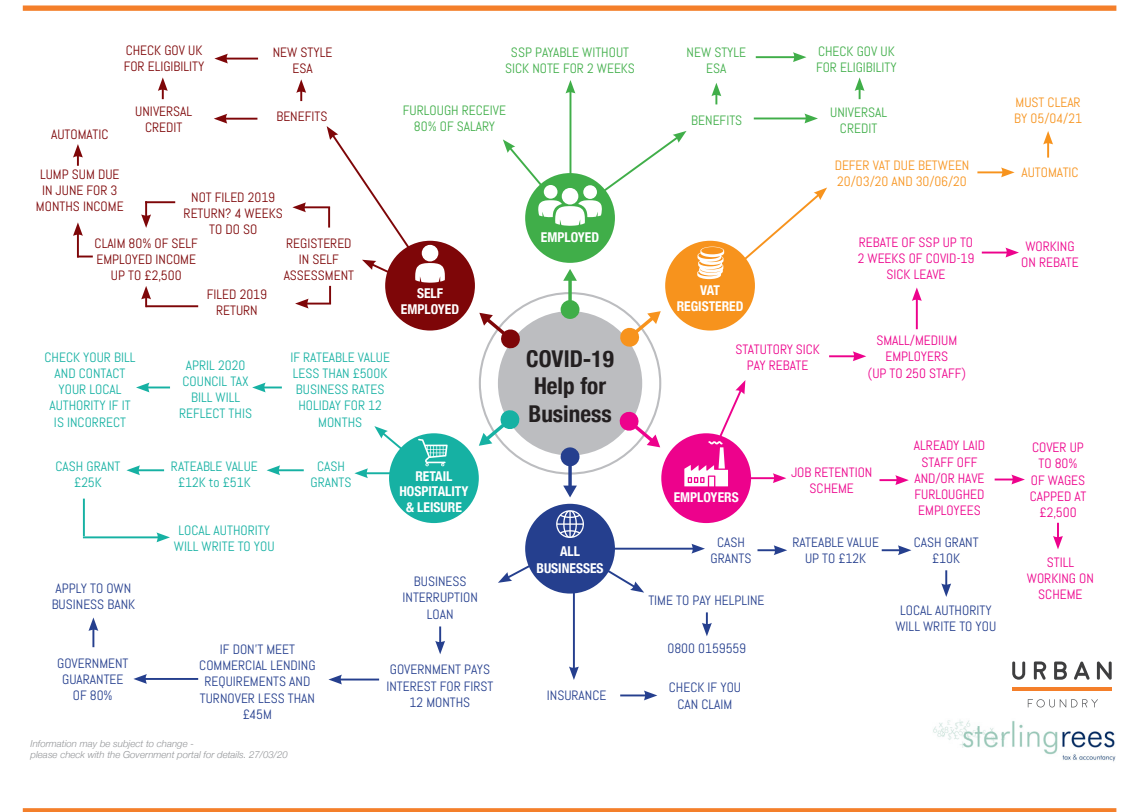 CHECK GOV UK
FOR ELIGIBILITY
NEW STYLE
ESA
UNIVERSAL
CREDIT
BENEFITS
AUTOMATIC
LUMP SUM DUE
IN JUNE FOR 3
MONTHS INCOME
NOT FILED 2019
RETURN? 4 WEEKS
TO DO SO
CLAIM 80% OF SELF
EMPLOYED INCOME
UP TO £2,500
REGISTERED
IN SELF
ASSESSMENT
FILED 2019
RETURN
SELF
EMPLOYED
SSP PAYABLE WITHOUT
SICK NOTE FOR 2 WEEKS
FURLOUGH RECEIVE
80% OF SALARY
NEW STYLE
ESA
CHECK GOV UK
FOR ELIGIBILITY
BENEFITS
UNIVERSAL
CREDIT
EMPLOYED
MUST CLEAR
BY 05/04/21
DEFER VAT DUE BETWEEN
20/03/20 AND 30/06/20
AUTOMATIC
VAT
REGISTERED
REBATE OF SSP UP TO
2 WEEKS OF COVID-19
SICK LEAVE
WORKING
ON REBATE
STATUTORY SICK
PAY REBATE
SMALL/MEDIUM
EMPLOYERS
(UP TO 250 STAFF)
COVID-19
Help for
Business
CHECK YOUR BILL
AND CONTACT
YOUR LOCAL
AUTHORITY IF IT
IS INCORRECT
APRIL 2020
COUNCIL TAX
BILL WILL
REFLECT THIS
IF RATEABLE VALUE
LESS THAN £500K
BUSINESS RATES
HOLIDAY FOR 12
MONTHS
CASH GRANT
£25K
RATEABLE VALUE
£12K to £51K
CASH
GRANTS
RETAIL
HOSPITALITY
& LEISURE
LOCAL AUTHORITY
WILL WRITE TO YOU
EMPLOYERS
JOB RETENTION
SCHEME
ALREADY LAID
STAFF OFF
AND/OR HAVE
FURLOUGHED
EMPLOYEES
COVER UP
TO 80%
OF WAGES
CAPPED AT
£2,500
STILL
WORKING ON
SCHEME
ALL
BUSINESSES
CASH
GRANTS
RATEABLE VALUE
UP TO £12K
CASH GRANT
£10K
LOCAL AUTHORITY
WILL WRITE TO YOU
TIME TO PAY HELPLINE
0800 0159559
INSURANCE
CHECK IF YOU
CAN CLAIM
BUSINESS
INTERRUPTION
LOAN
GOVERNMENT PAYS
INTEREST FOR FIRST
12 MONTHS
IF DON'T MEET
COMMERCIAL LENDING
REQUIREMENTS AND
TURNOVER LESS THAN
£45M
GOVERNMENT
GUARANTEE
OF 80%
APPLY TO OWN
BUSINESS BANK
Information may be subject to change -
please check with the Government portal for details. 27/03/20
URBAN
FOUNDRY
sterlingrees
tax & accountancy